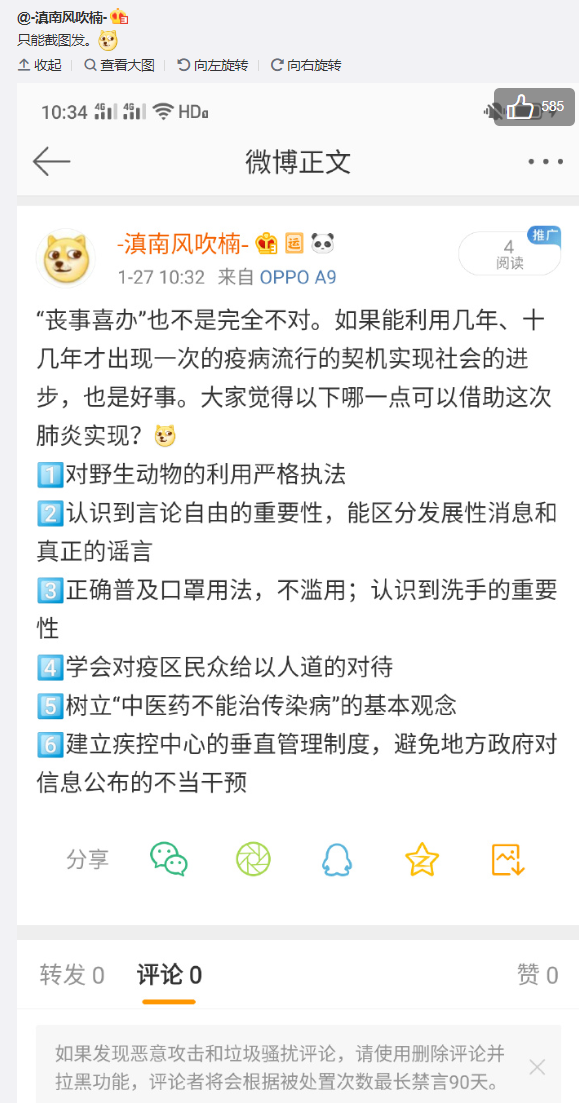 @-滇南风吹楠-
只能截图发。
收起 查看大图 向左旋转 向右旋转
10:34 4G 4G HD 585
微博正文
-滇南风吹楠- 运
推广
4
阅读
1-27 10:32 来自 OPPO A9
“丧事喜办”也不是完全不对。如果能利用几年、十
几年才出现一次的疫病流行的契机实现社会的进
步，也是好事。大家觉得以下哪一点可以借助这次
肺炎实现？
1对野生动物的利用严格执法
2认识到言论自由的重要性，能区分发展性消息和
真正的谣言
3正确普及口罩用法，不滥用；认识到洗手的重要
性
4学会对疫区民众给以人道的对待
5树立“中医药不能治传染病”的基本观念
6建立疾控中心的垂直管理制度，避免地方政府对
信息公布的不当干预
分享
转发 0 评论 0 赞 0
如果发现恶意攻击和垃圾骚扰评论，请使用删除评论并
拉黑功能，评论者将会根据被处置次数最长禁言90天。